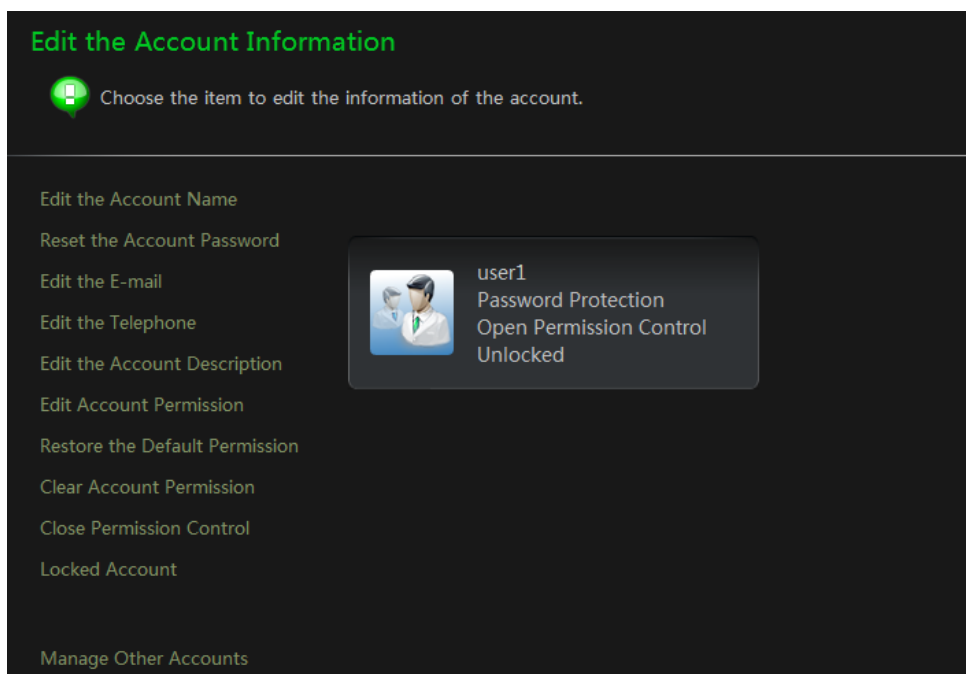 Edit the Account Information
Choose the item to edit the information of the account.
Edit the Account Name
Reset the Account Password
Edit the E-mail
Edit the Telephone
Edit the Account Description
Edit Account Permission
Restore the Default Permission
Clear Account Permission
Close Permission Control
Locked Account
Manage Other Accounts
user1
Password Protection
Open Permission Control
Unlocked